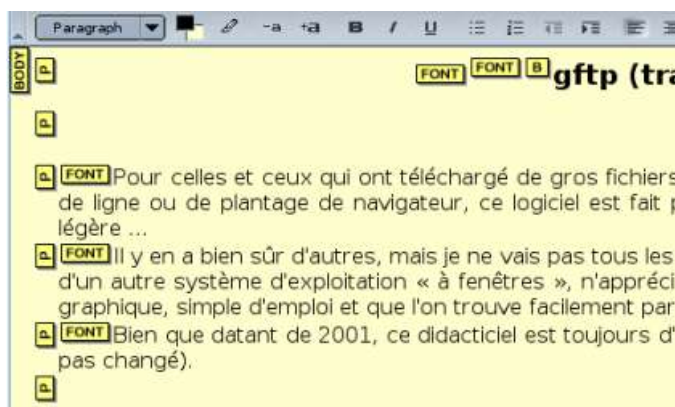 Paragraph -a +a B I U
BODY P FONT FONT B gftp (tra
P
P FONT Pour celles et ceux qui ont téléchargé de gros fichiers
de ligne ou de plantage de navigateur, ce logiciel est fait p
légère ...
P FONT Il y en a bien sûr d'autres, mais je ne vais pas tous les
d'un autre système d'exploitation « à fenêtres », n'appréci
graphique, simple d'emploi et que l'on trouve facilement par
P FONT Bien que datant de 2001, ce didacticiel est toujours d'
pas changé).
P